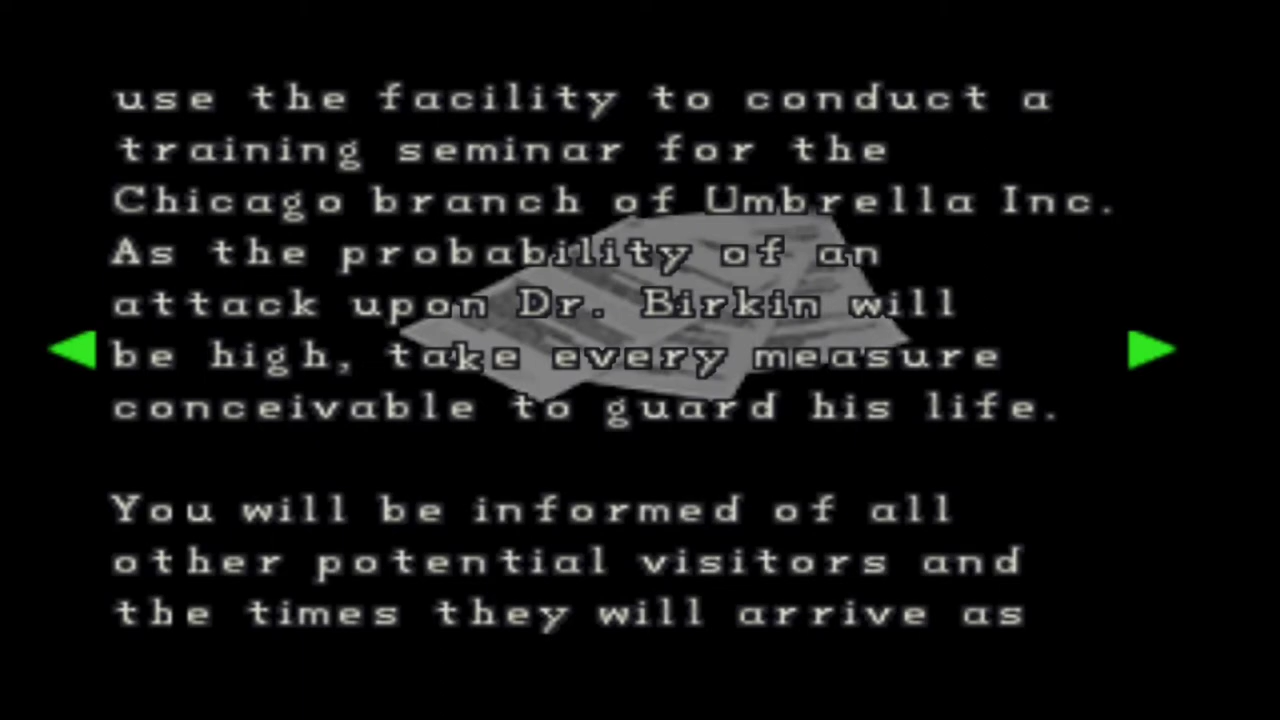 use the facility to conduct a
training seminar for the
Chicago branch of Umbrella Inc.
As the probability of an
attack upon Dr. Birkin will
be high, take every measure
conceivable to guard his life.
You will be informed of all
other potential visitors and
the times they will arrive as